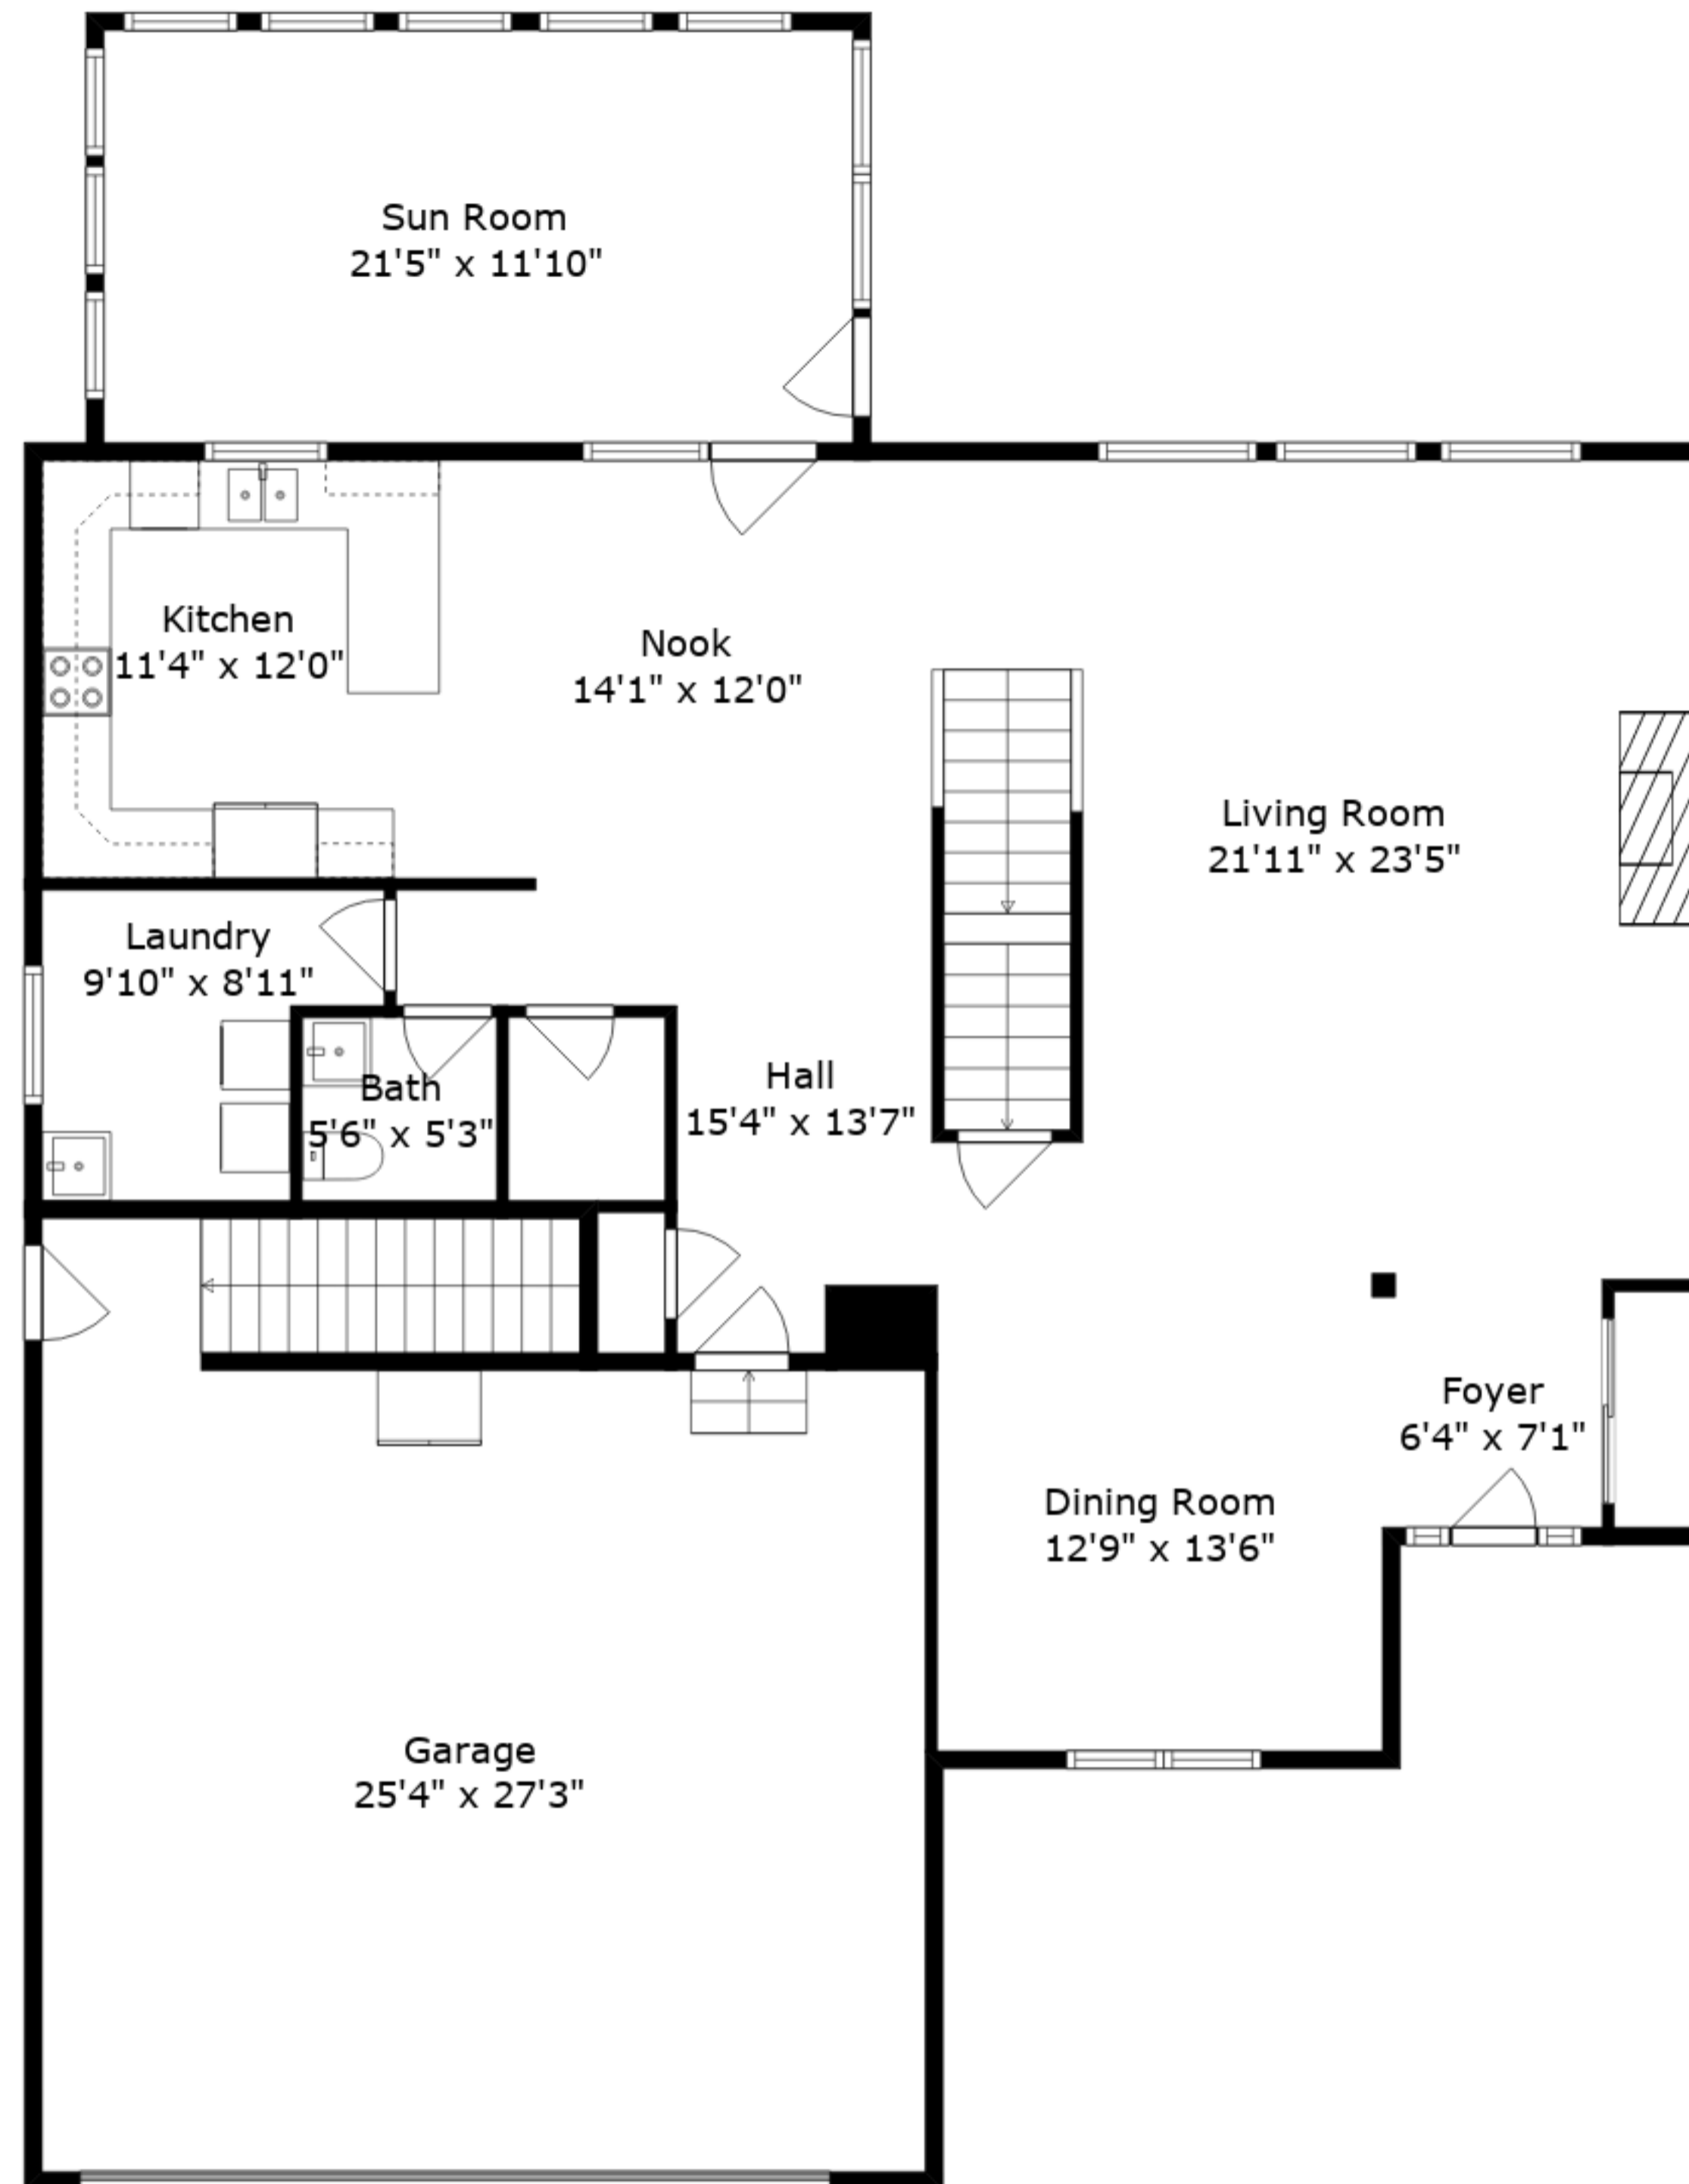 Sun Room
21'5" x 11'10"
Kitchen
11'4" x 12'0"
Nook
14'1" x 12'0"
Living Room
21'11" x 23'5"
Laundry
9'10" x 8'11"
Bath
5'6" x 5'3"
Hall
15'4" x 13'7"
Foyer
6'4" x 7'1"
Dining Room
12'9" x 13'6"
Garage
25'4" x 27'3"